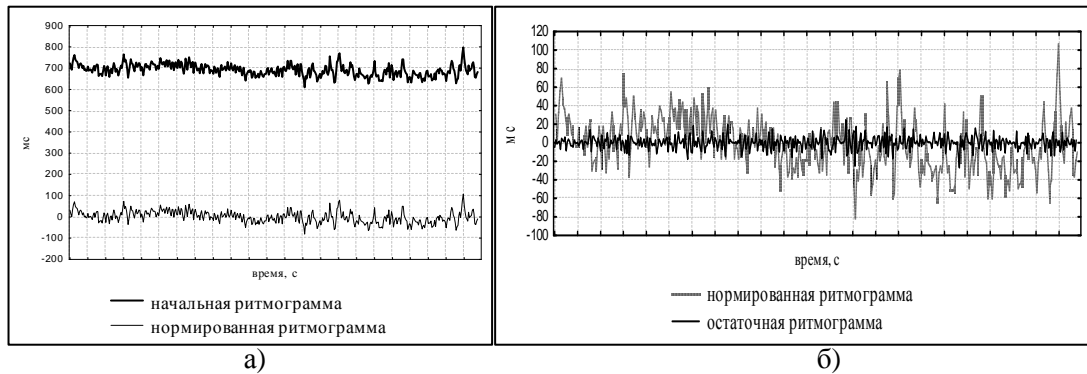 900
800
700
600
500
400
300
200
100
0
-100
-200
мс
время, с
начальная ритмограмма
нормированная ритмограмма
а)
120
100
80
60
40
20
0
-20
-40
-60
-80
-100
м с
время, с
нормированная ритмограмма
остаточная ритмограмма
б)